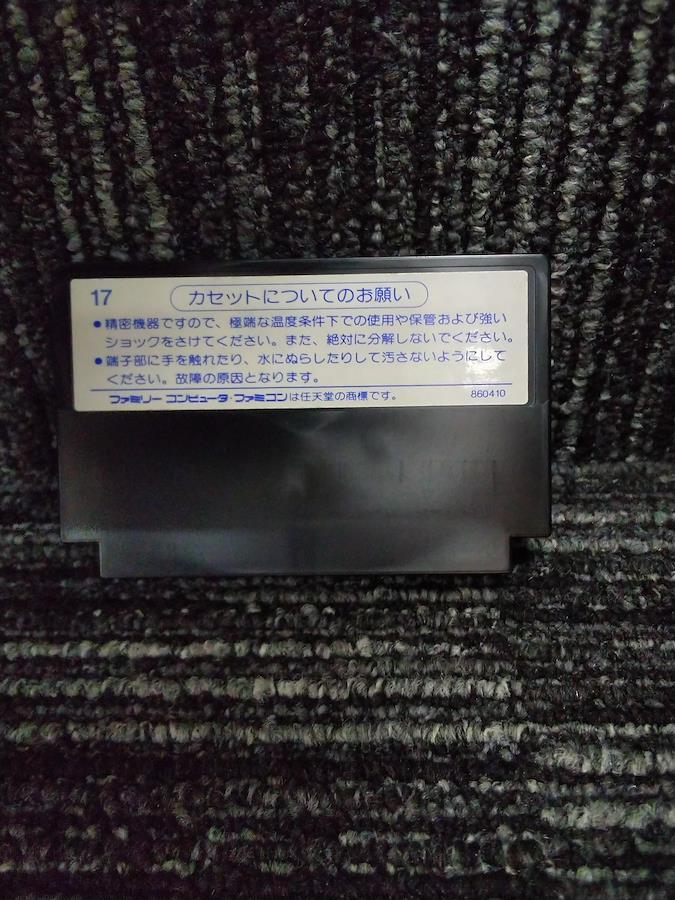 17
カセットについてのお願い
●精密機器ですので、極端な温度条件下での使用や保管および強い
ショックをさけてください。また、絶対に分解しないでください。
●端子部に手を触れたり、水にぬらしたりして汚さないようにして
ください。故障の原因となります。
ファミリー コンピュータ・ファミコンは任天堂の商標です。
860410